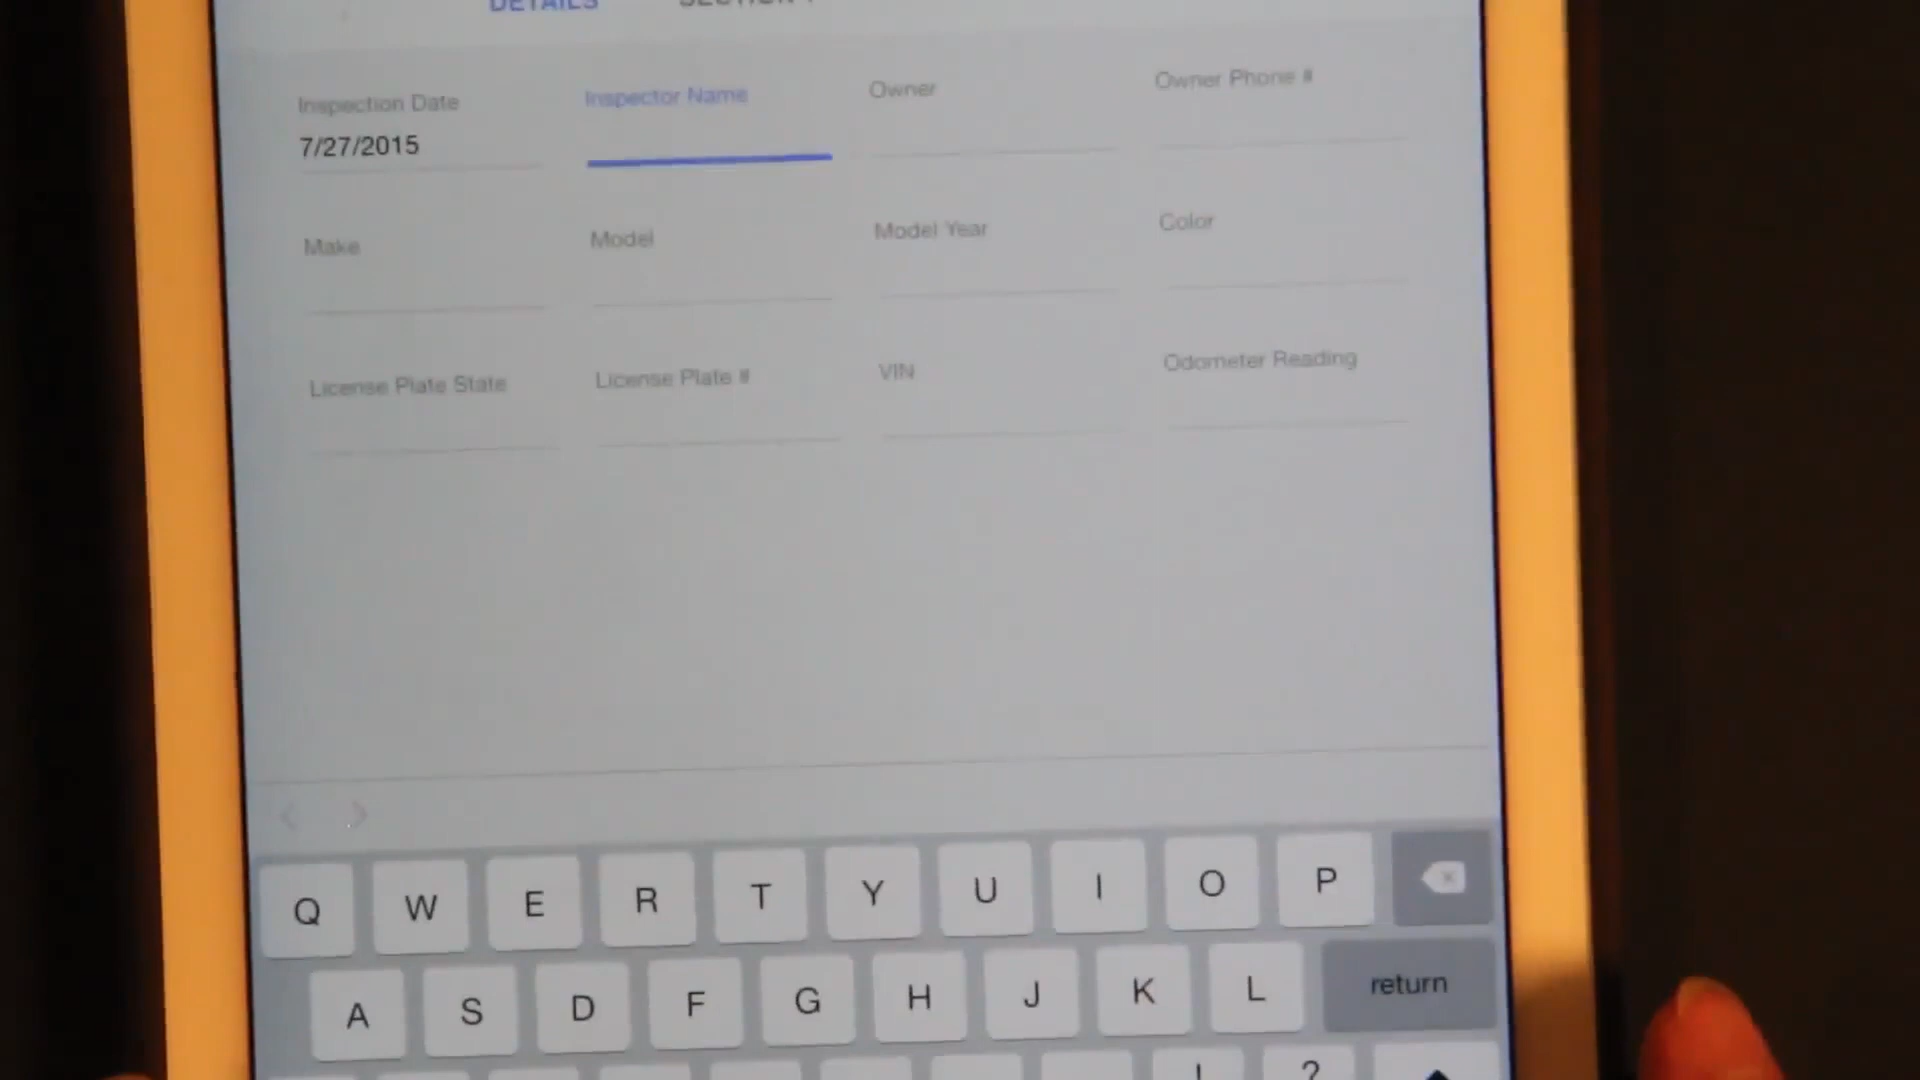 DETAILS SECTION
Inspection Date Inspector Name Owner Owner Phone #
7/27/2015
Make Model Model Year Color
License Plate State License Plate # VIN Odometer Reading
Q W E R T Y U I O P
A S D F G H J K L return
! ?